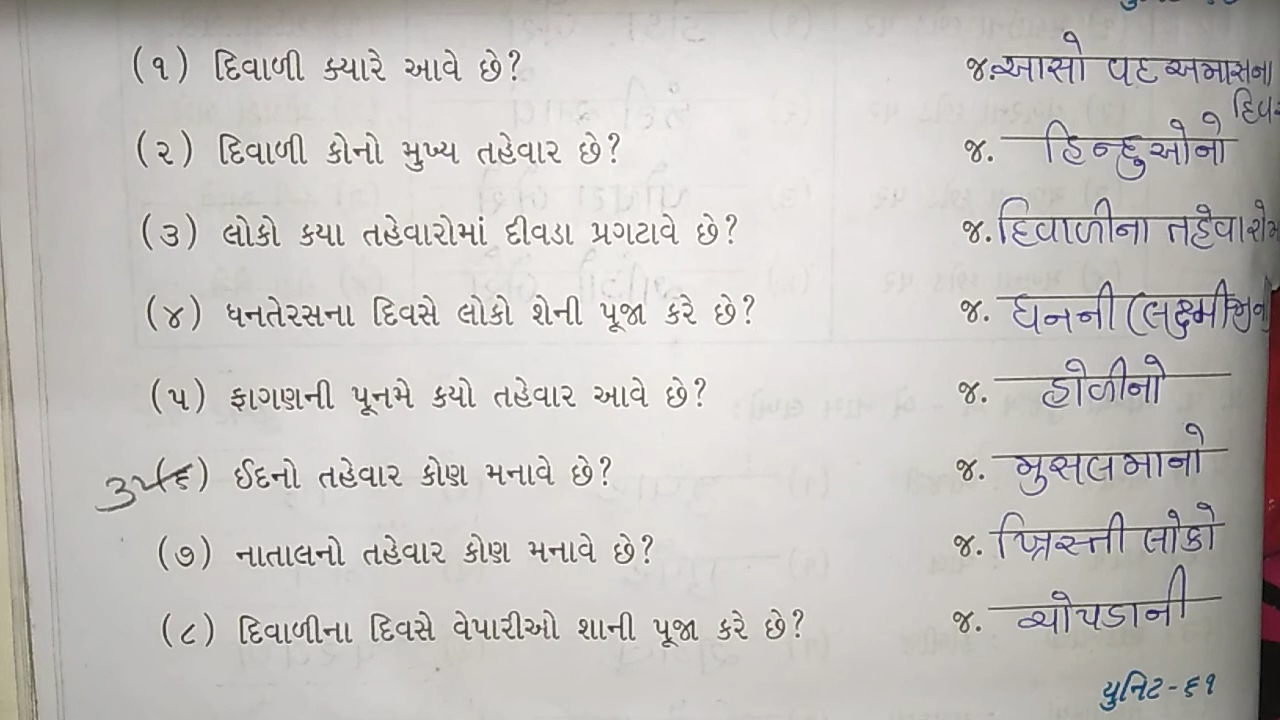 (૧) દિવાળી ક્યારે આવે છે? જ. આસો વદ અમાસના
દિવ
(૨) દિવાળી કોનો મુખ્ય તહેવાર છે? જ. હિન્દુઓનો
(૩) લોકો કયા તહેવારોમાં દીવડા પ્રગટાવે છે? જ. દિવાળીના તહેવારોમ
(૪) ધનતેરસના દિવસે લોકો શેની પૂજા કરે છે? જ. ધનની (લક્ષ્મીજીની
(૫) ફાગણની પૂનમે કયો તહેવાર આવે છે? જ. હોળીનો
(૬) ઈદનો તહેવાર કોણ મનાવે છે? જ. મુસલમાનો
(૭) નાતાલનો તહેવાર કોણ મનાવે છે? જ. ખ્રિસ્તી લોકો
(૮) દિવાળીના દિવસે વેપારીઓ શાની પૂજા કરે છે? જ. ચોપડાની
યુનિટ-૬૧